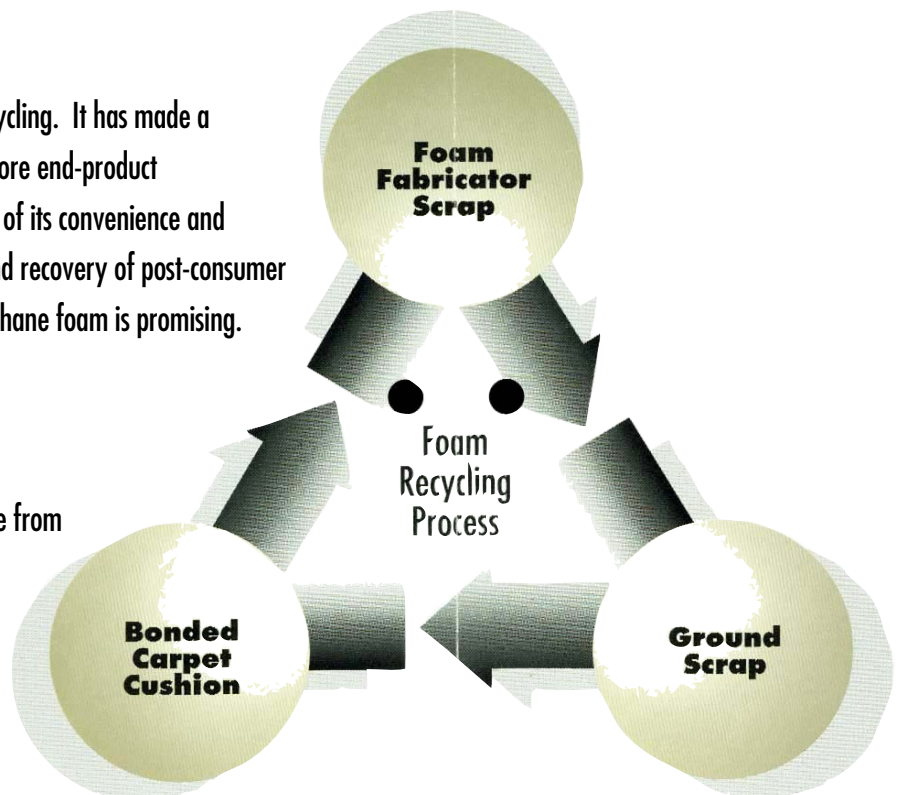 ycling. It has made a
ore end-product
of its convenience and
d recovery of post-consumer
hane foam is promising.
e from
Foam
Fabricator
Scrap
Foam
Recycling
Process
Bonded
Carpet
Cushion
Ground
Scrap